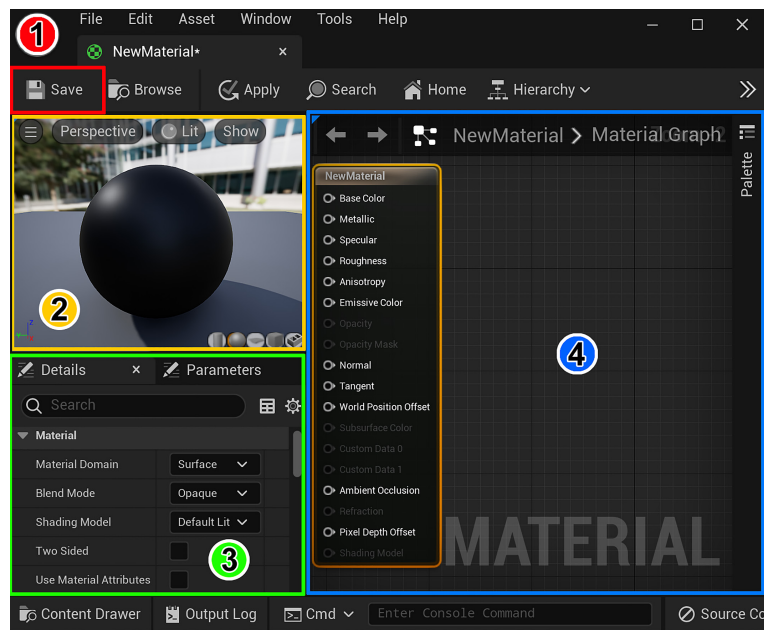 File Edit Asset Window Tools Help
1
NewMaterial*
Save Browse Apply Search Home Hierarchy
Perspective Lit Show
2
NewMaterial Material Graph
Palette
NewMaterial
Base Color
Metallic
Specular
Roughness
Anisotropy
Emissive Color
Opacity
Opacity Mask
Normal
Tangent
World Position Offset
Subsurface Color
Custom Data 0
Custom Data 1
Ambient Occlusion
Refraction
Pixel Depth Offset
Shading Model
4
MATERIAL
Details Parameters
Search
Material
Material Domain Surface
Blend Mode Opaque
Shading Model Default Lit
Two Sided
3
Use Material Attributes
Content Drawer Output Log Cmd Enter Console Command Source Co